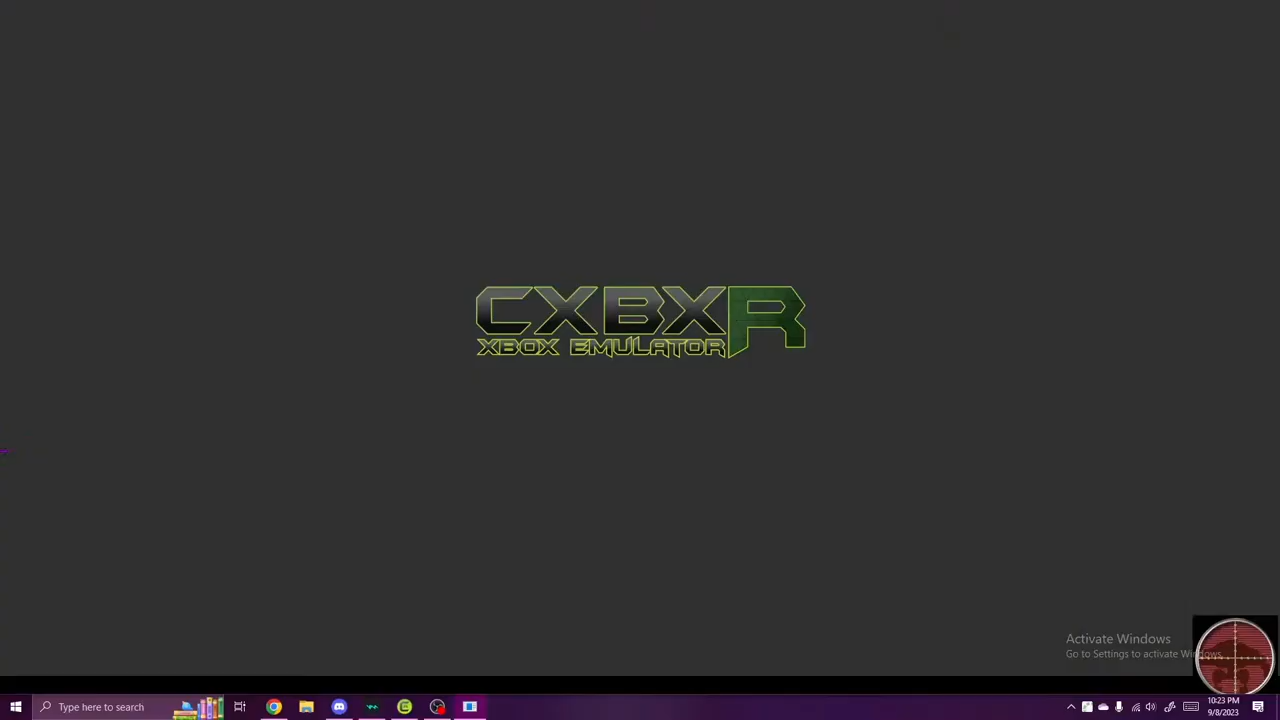 CXBXR
XBOX EMULATOR
Activate Windows
Go to Settings to activate Windows.
Type here to search
10:23 PM
9/8/2023